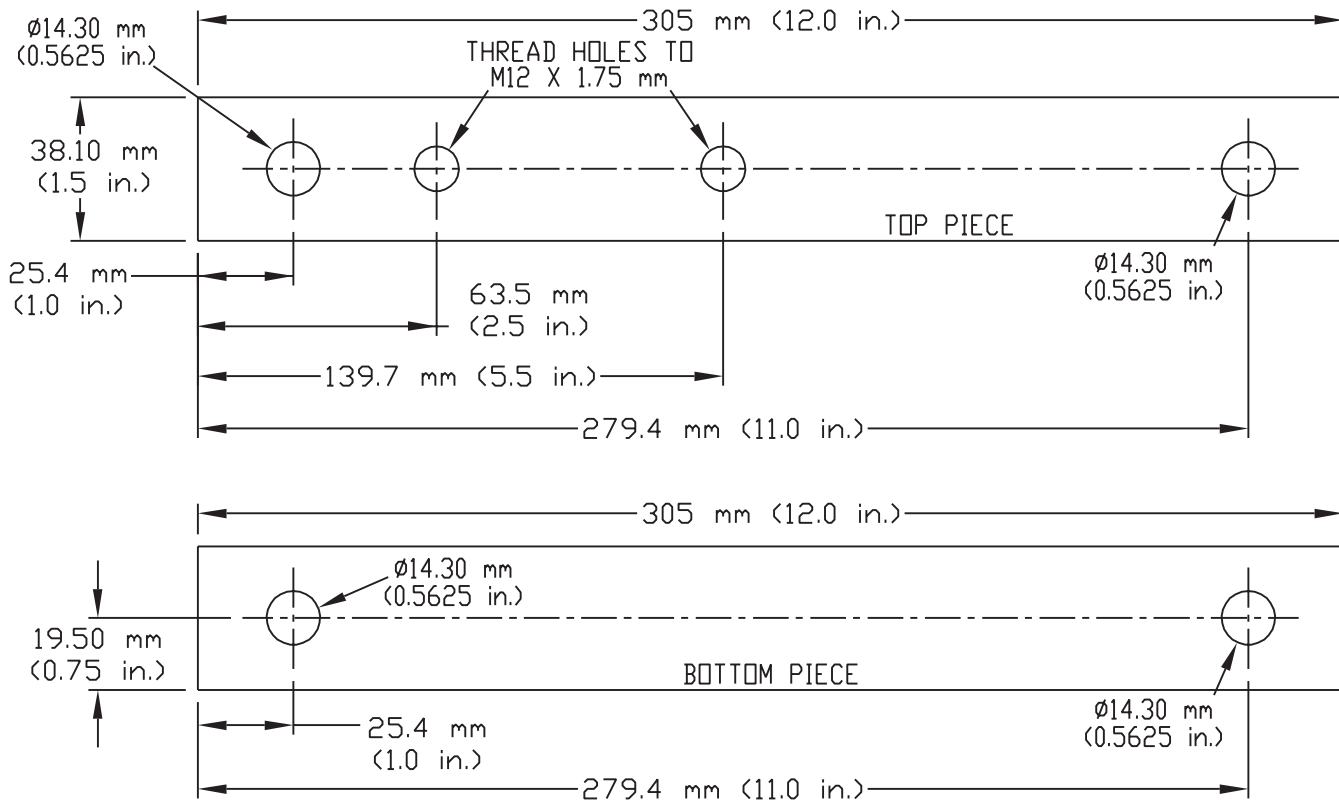 305 mm (12.0 in.)
Ø14.30 mm
(0.5625 in.)
THREAD HOLES TO
M12 X 1.75 mm
38.10 mm
(1.5 in.)
TOP PIECE
25.4 mm
(1.0 in.)
Ø14.30 mm
(0.5625 in.)
63.5 mm
(2.5 in.)
139.7 mm (5.5 in.)
279.4 mm (11.0 in.)
305 mm (12.0 in.)
Ø14.30 mm
(0.5625 in.)
19.50 mm
(0.75 in.)
BOTTOM PIECE
Ø14.30 mm
(0.5625 in.)
25.4 mm
(1.0 in.)
279.4 mm (11.0 in.)